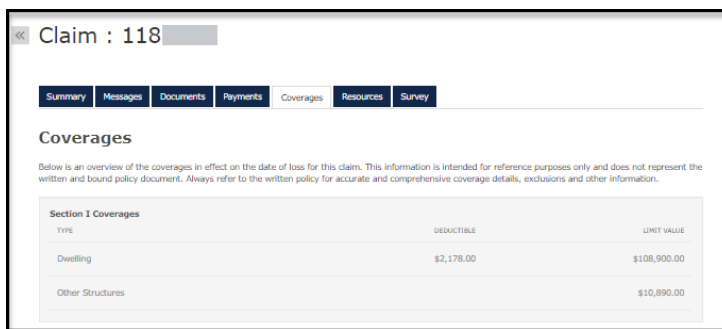 « Claim : 118
Summary Messages Documents Payments Coverages Resources Survey
Coverages
Below is an overview of the coverages in effect on the date of loss for this claim. This information is intended for reference purposes only and does not represent the
written and bound policy document. Always refer to the written policy for accurate and comprehensive coverage details, exclusions and other information.
Section I Coverages
TYPE DEDUCTIBLE LIMIT VALUE
Dwelling $2,178.00 $108,900.00
Other Structures $10,890.00